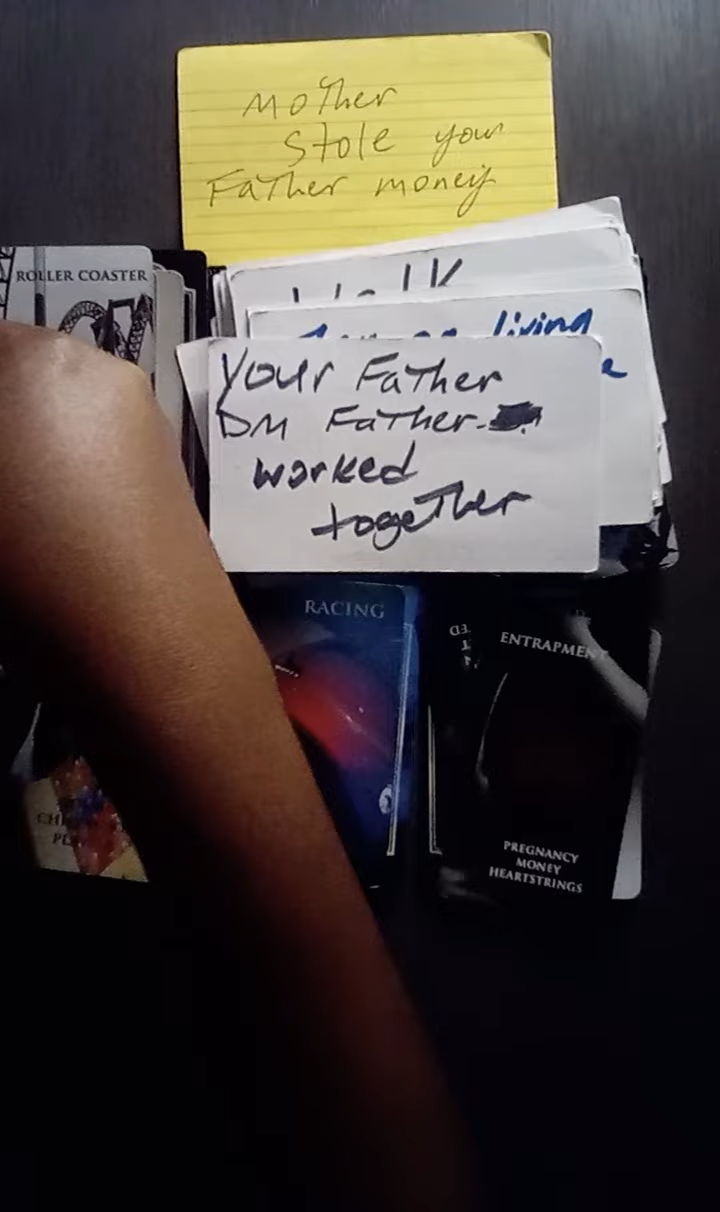 Mother
Stole your
Father money
ROLLER COASTER
living
Your Father
DM Father
worked
together
RACING
ENTRAPMENT
PREGNANCY
MONEY
HEARTSTRINGS